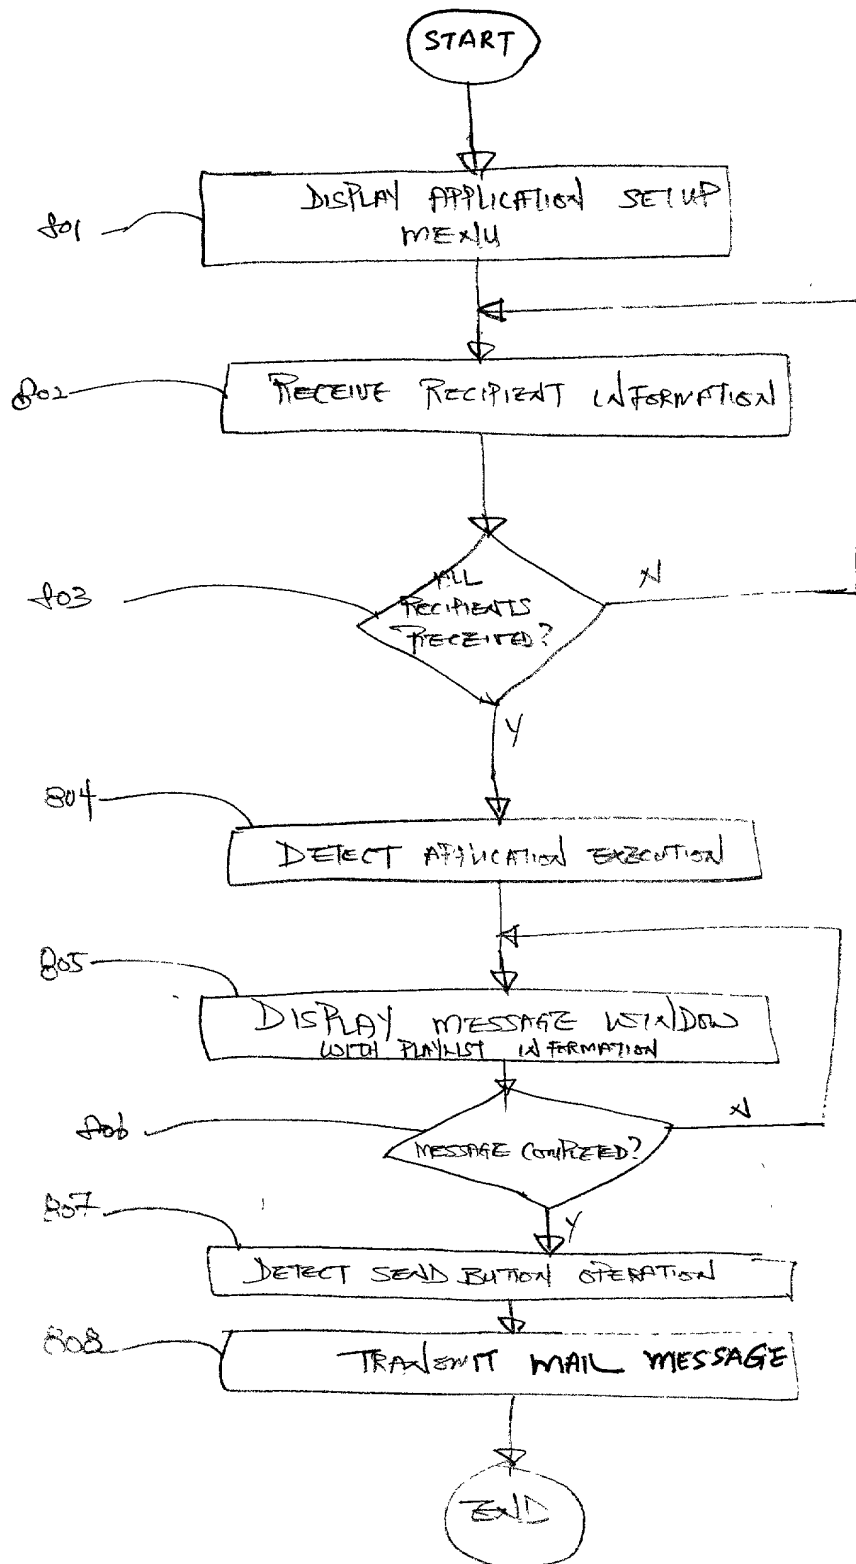 START
DISPLAY APPLICATION SETUP
MENU
801
802
RECEIVE RECIPIENT INFORMATION
803
ALL
RECIPIENTS
RECEIVED?
N
Y
804
DETECT APPLICATION EXECUTION
805
DISPLAY MESSAGE WINDOW
WITH PLAYLIST INFORMATION
806
MESSAGE COMPLETED?
N
Y
807
DETECT SEND BUTTON OPERATION
808
TRANSMIT MAIL MESSAGE
END